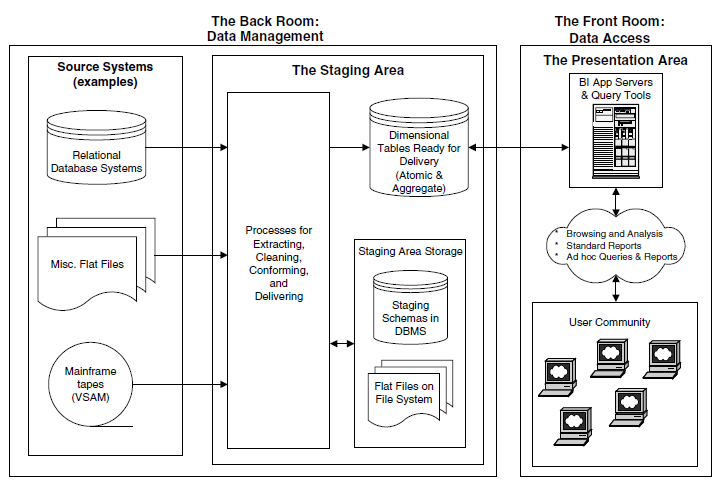 The Back Room:
Data Management
The Front Room:
Data Access
Source Systems
(examples)
The Staging Area
The Presentation Area
BI App Servers
& Query Tools
Relational
Database Systems
Dimensional
Tables Ready for
Delivery
(Atomic &
Aggregate)
Misc. Flat Files
Processes for
Extracting,
Cleaning,
Conforming,
and
Delivering
Staging Area Storage
Staging
Schemas in
DBMS
Flat Files on
File System
Mainframe
tapes
(VSAM)
* Browsing and Analysis
* Standard Reports
* Ad hoc Queries & Reports
User Community